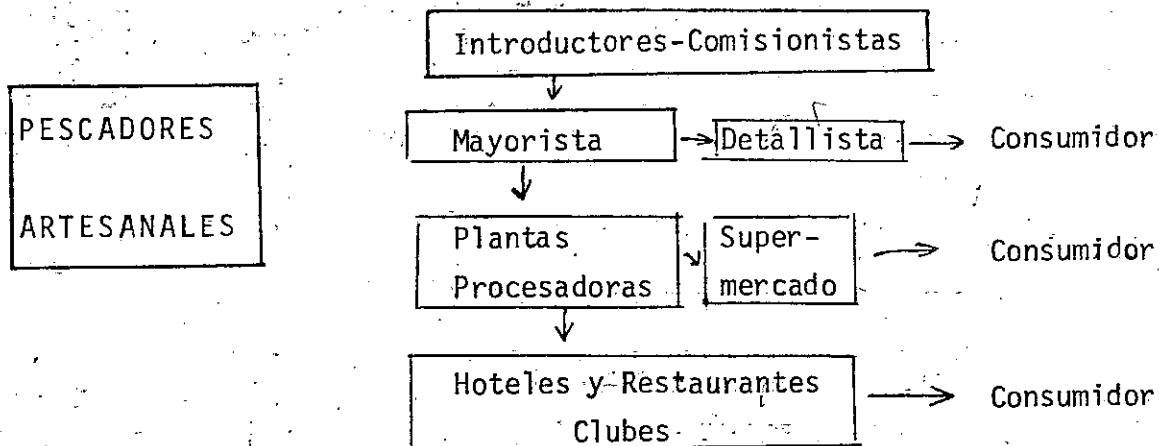 Introductores-Comisionistas
PESCADORES
ARTESANALES
Mayorista
Detallista
Consumidor
Plantas
Procesadoras
Super-
mercado
Consumidor
Hoteles y Restaurantes
Clubes
Consumidor